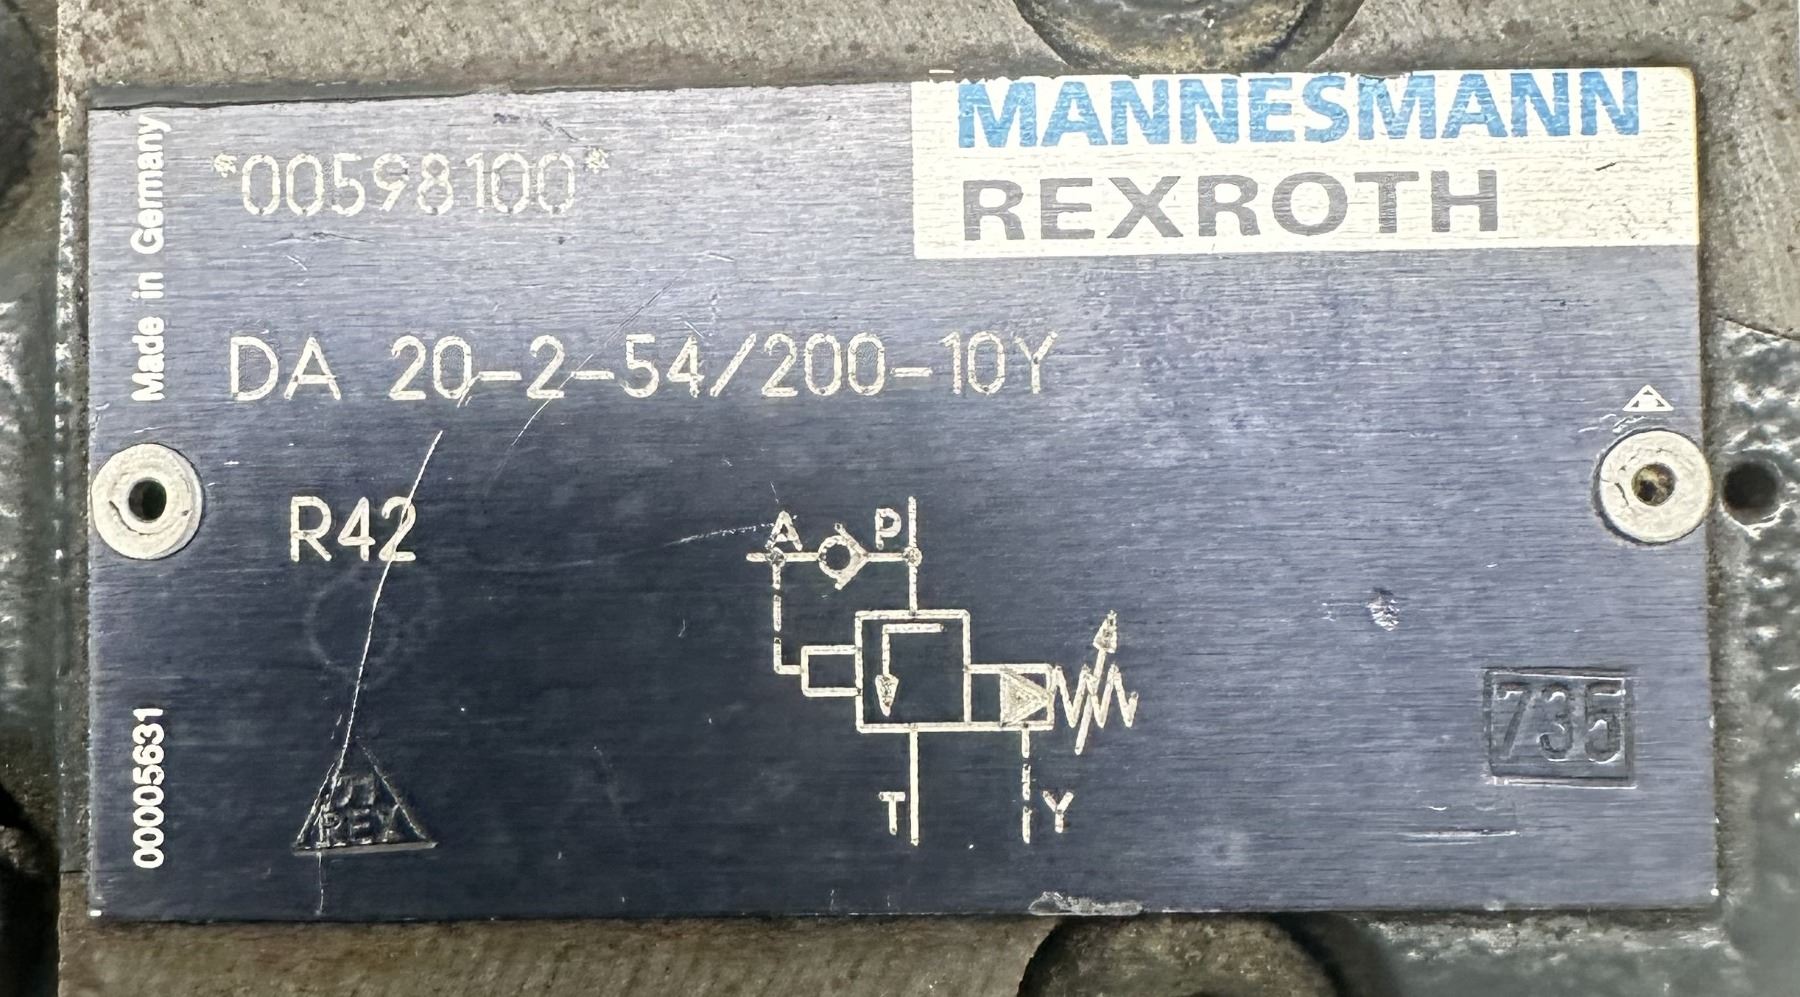 MANNESMANN
REXROTH
Made in Germany
*00598100*
DA 20-2-54/200-10Y
R42
A P
T Y
735
00005631